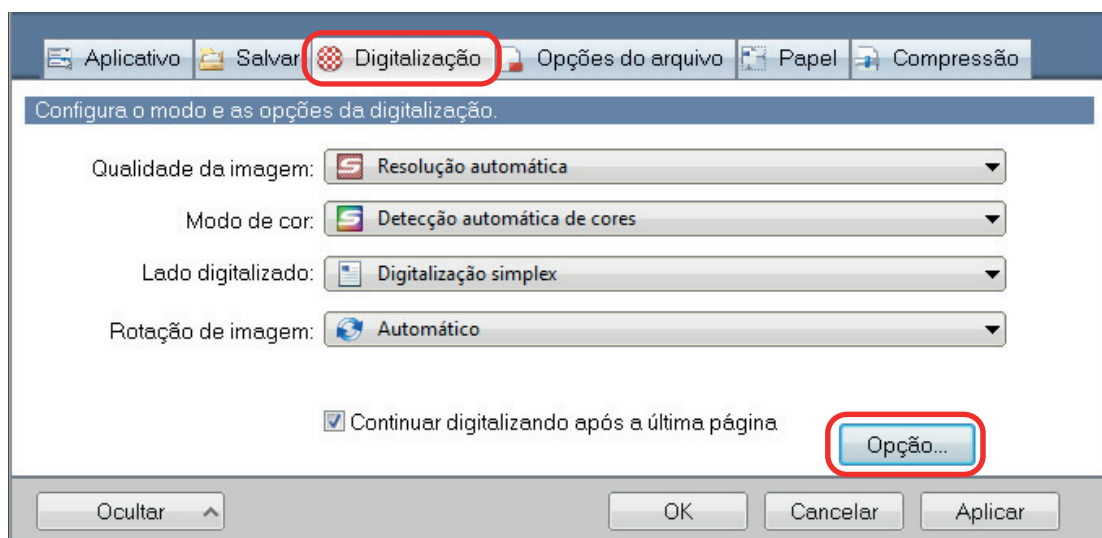 Aplicativo Salvar Digitalização Opções do arquivo Papel Compressão
Configura o modo e as opções da digitalização.
Qualidade da imagem: Resolução automática
Modo de cor: Detecção automática de cores
Lado digitalizado: Digitalização simplex
Rotação de imagem: Automático
Continuar digitalizando após a última página
Opção...
Ocultar OK Cancelar Aplicar